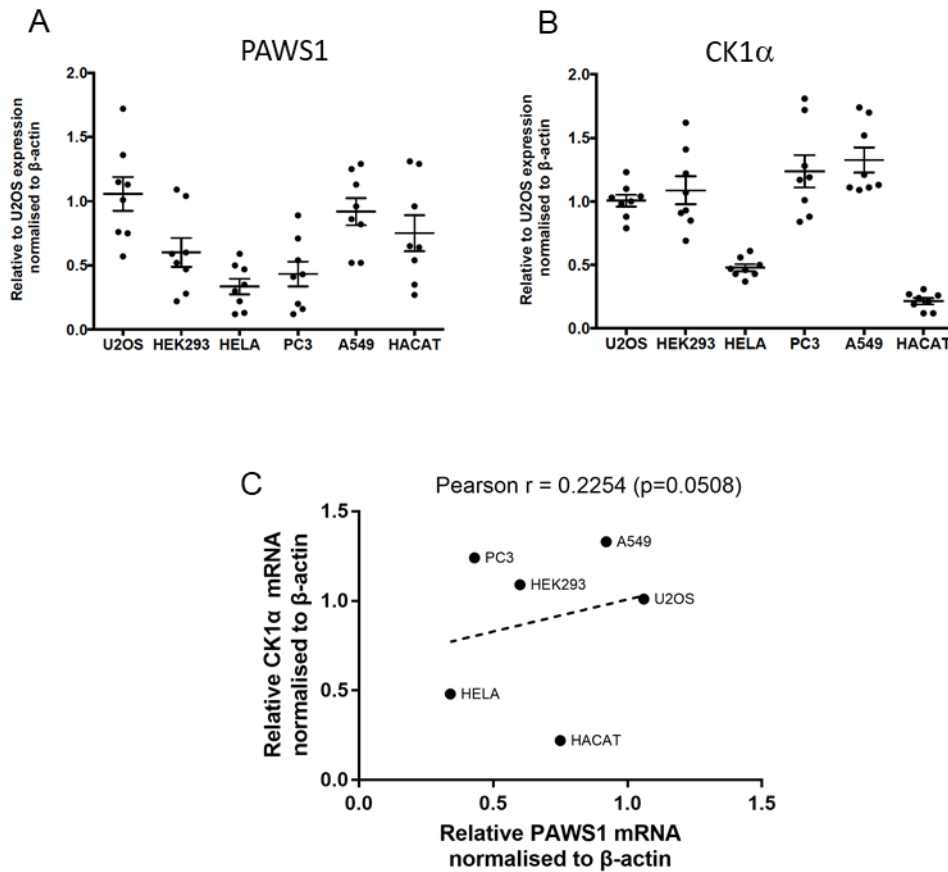 A
PAWS1
Relative to U2OS expression
normalised to β-actin
2.0
1.5
1.0
0.5
0.0
U2OS HEK293 HELA PC3 A549 HACAT
B
CK1α
Relative to U2OS expression
normalised to β-actin
2.0
1.5
1.0
0.5
0.0
U2OS HEK293 HELA PC3 A549 HACAT
C
Pearson r = 0.2254 (p=0.0508)
Relative CK1α mRNA
normalised to β-actin
1.5
1.0
0.5
0.0
A549
PC3
HEK293
U2OS
HELA
HACAT
0.0 0.5 1.0 1.5
Relative PAWS1 mRNA
normalised to β-actin